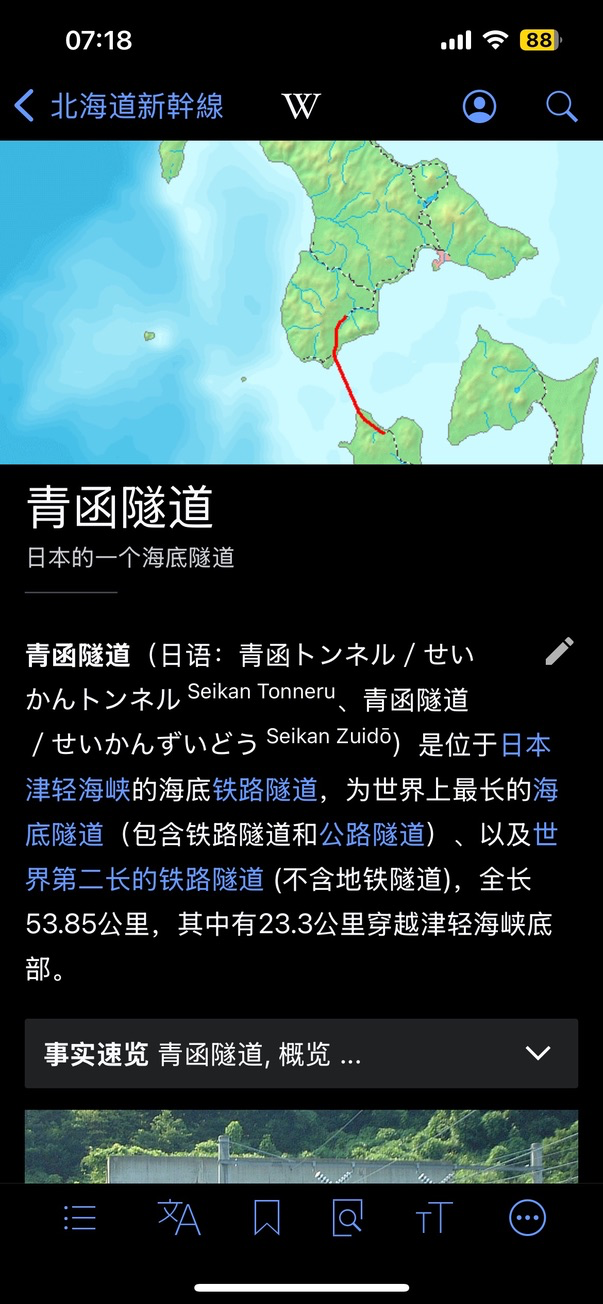 07:18
88
北海道新幹線
W
青函隧道
日本的一个海底隧道
青函隧道（日语：青函トンネル / せい
かんトンネル Seikan Tonneru、青函隧道
/ せいかんずいどう Seikan Zuidō）是位于日本
津轻海峡的海底铁路隧道，为世界上最长的海
底隧道（包含铁路隧道和公路隧道）、以及世
界第二长的铁路隧道 (不含地铁隧道)，全长
53.85公里，其中有23.3公里穿越津轻海峡底
部。
事实速览 青函隧道, 概览 ...
文A
TT